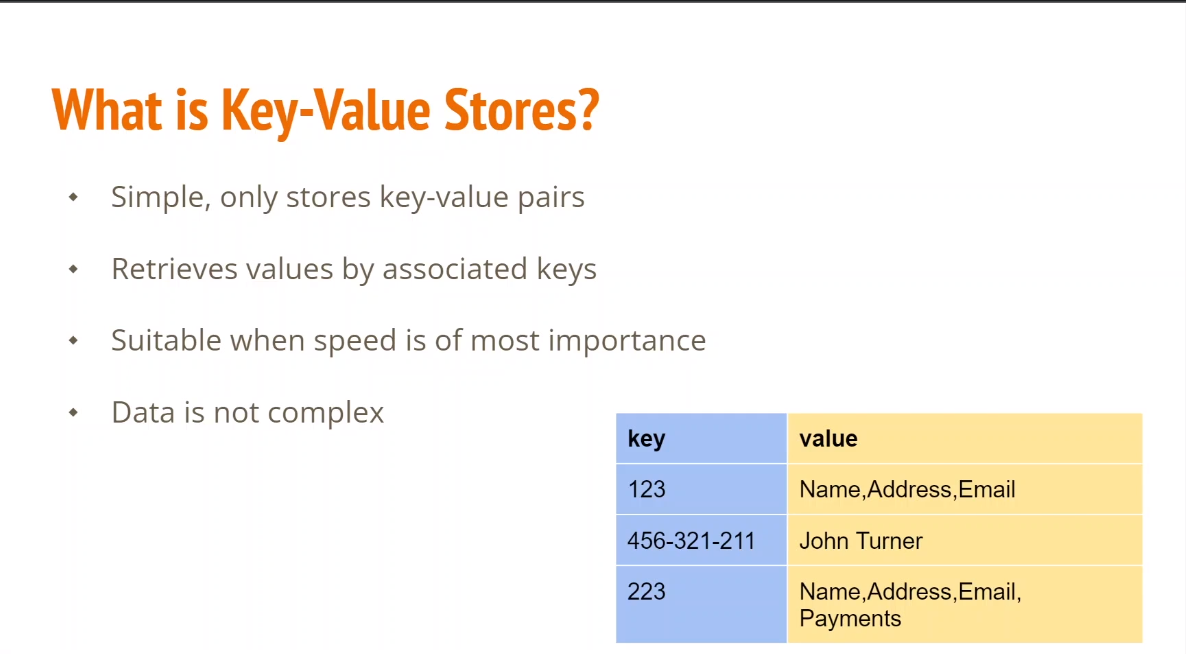 What is Key-Value Stores?
Simple, only stores key-value pairs
Retrieves values by associated keys
Suitable when speed is of most importance
Data is not complex
key value
123 Name,Address,Email
456-321-211 John Turner
223 Name,Address,Email,
Payments